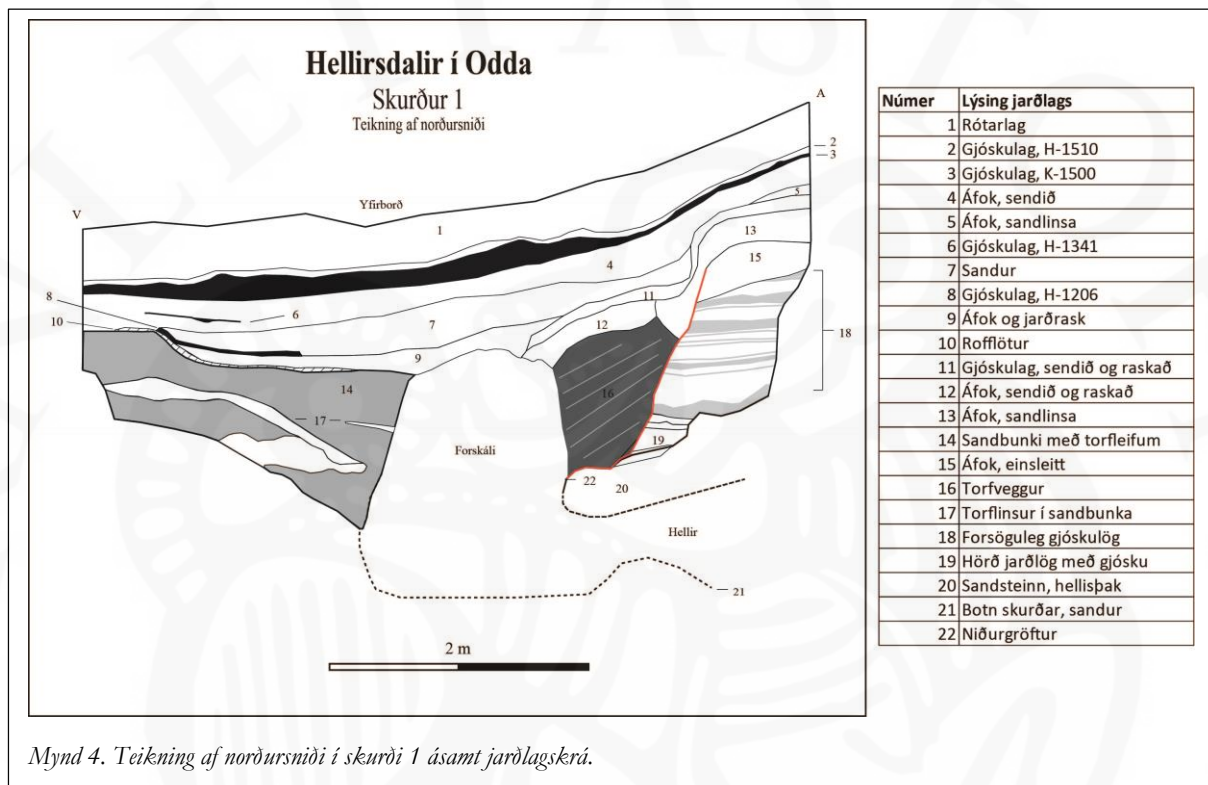 Hellirsdalir í Odda
Skurður 1
Teikning af norðursniði
A
2
3
5
V
Yfirborð
1
13
4
15
8
6
11
18
10
7
12
9
14
16
17
Forskáli
19
22
20
Hellir
21
2 m
Númer Lýsing jarðlags
1 Rótarlag
2 Gjóskulag, H-1510
3 Gjóskulag, K-1500
4 Áfok, sendið
5 Áfok, sandlinsa
6 Gjóskulag, H-1341
7 Sandur
8 Gjóskulag, H-1206
9 Áfok og jarðrask
10 Rofflötur
11 Gjóskulag, sendið og raskað
12 Áfok, sendið og raskað
13 Áfok, sandlinsa
14 Sandbunki með torfleifum
15 Áfok, einsleitt
16 Torfveggur
17 Torflinsur í sandbunka
18 Forsöguleg gjóskulög
19 Hörð jarðlög með gjósku
20 Sandsteinn, hellisþak
21 Botn skurðar, sandur
22 Niðurgröftur
Mynd 4. Teikning af norðursniði í skurði 1 ásamt jarðlagskrá.